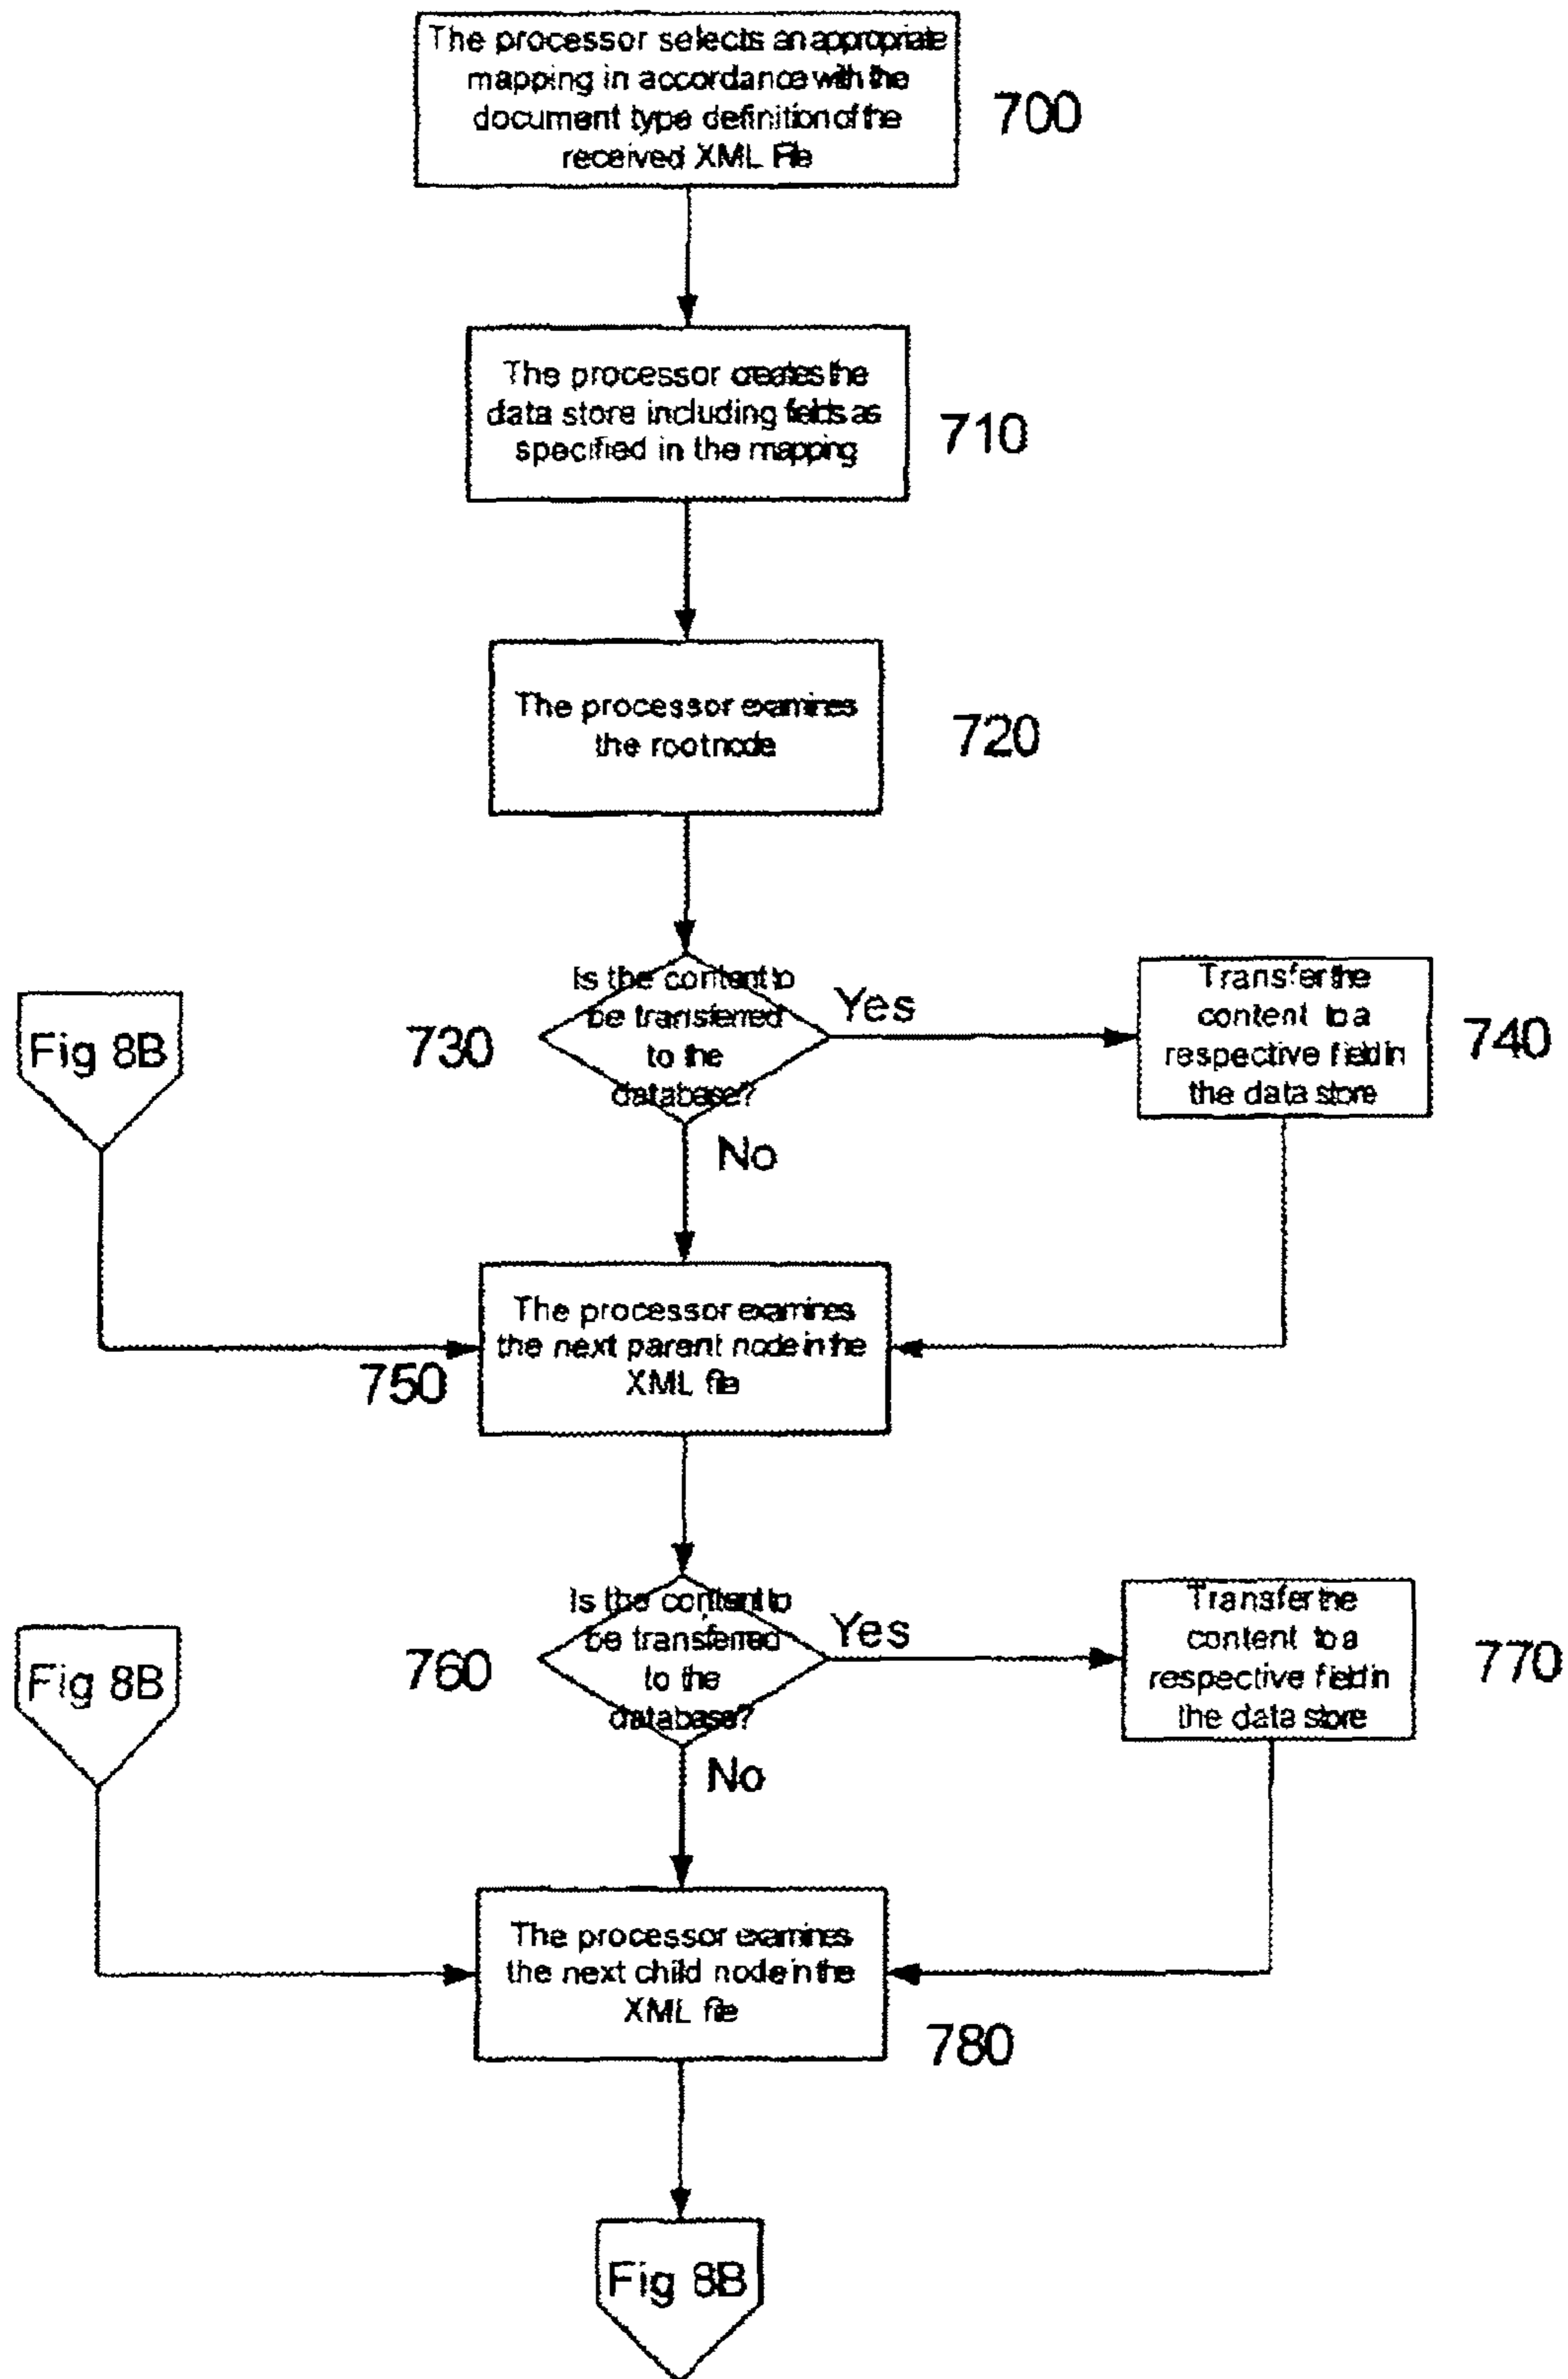 The processor selects an appropriate
mapping in accordance with the
document type definition of the
received XML File
700
The processor creates the
data store including fields as
specified in the mapping
710
The processor examines
the root node
720
Is the content to
be transferred
to the
database?
730
Yes
No
Transfer the
content to a
respective field in
the data store
740
Fig 8B
The processor examines
the next parent node in the
XML file
750
Is the content to
be transferred
to the
database?
760
Yes
No
Transfer the
content to a
respective field in
the data store
770
Fig 8B
The processor examines
the next child node in the
XML file
780
Fig 8B